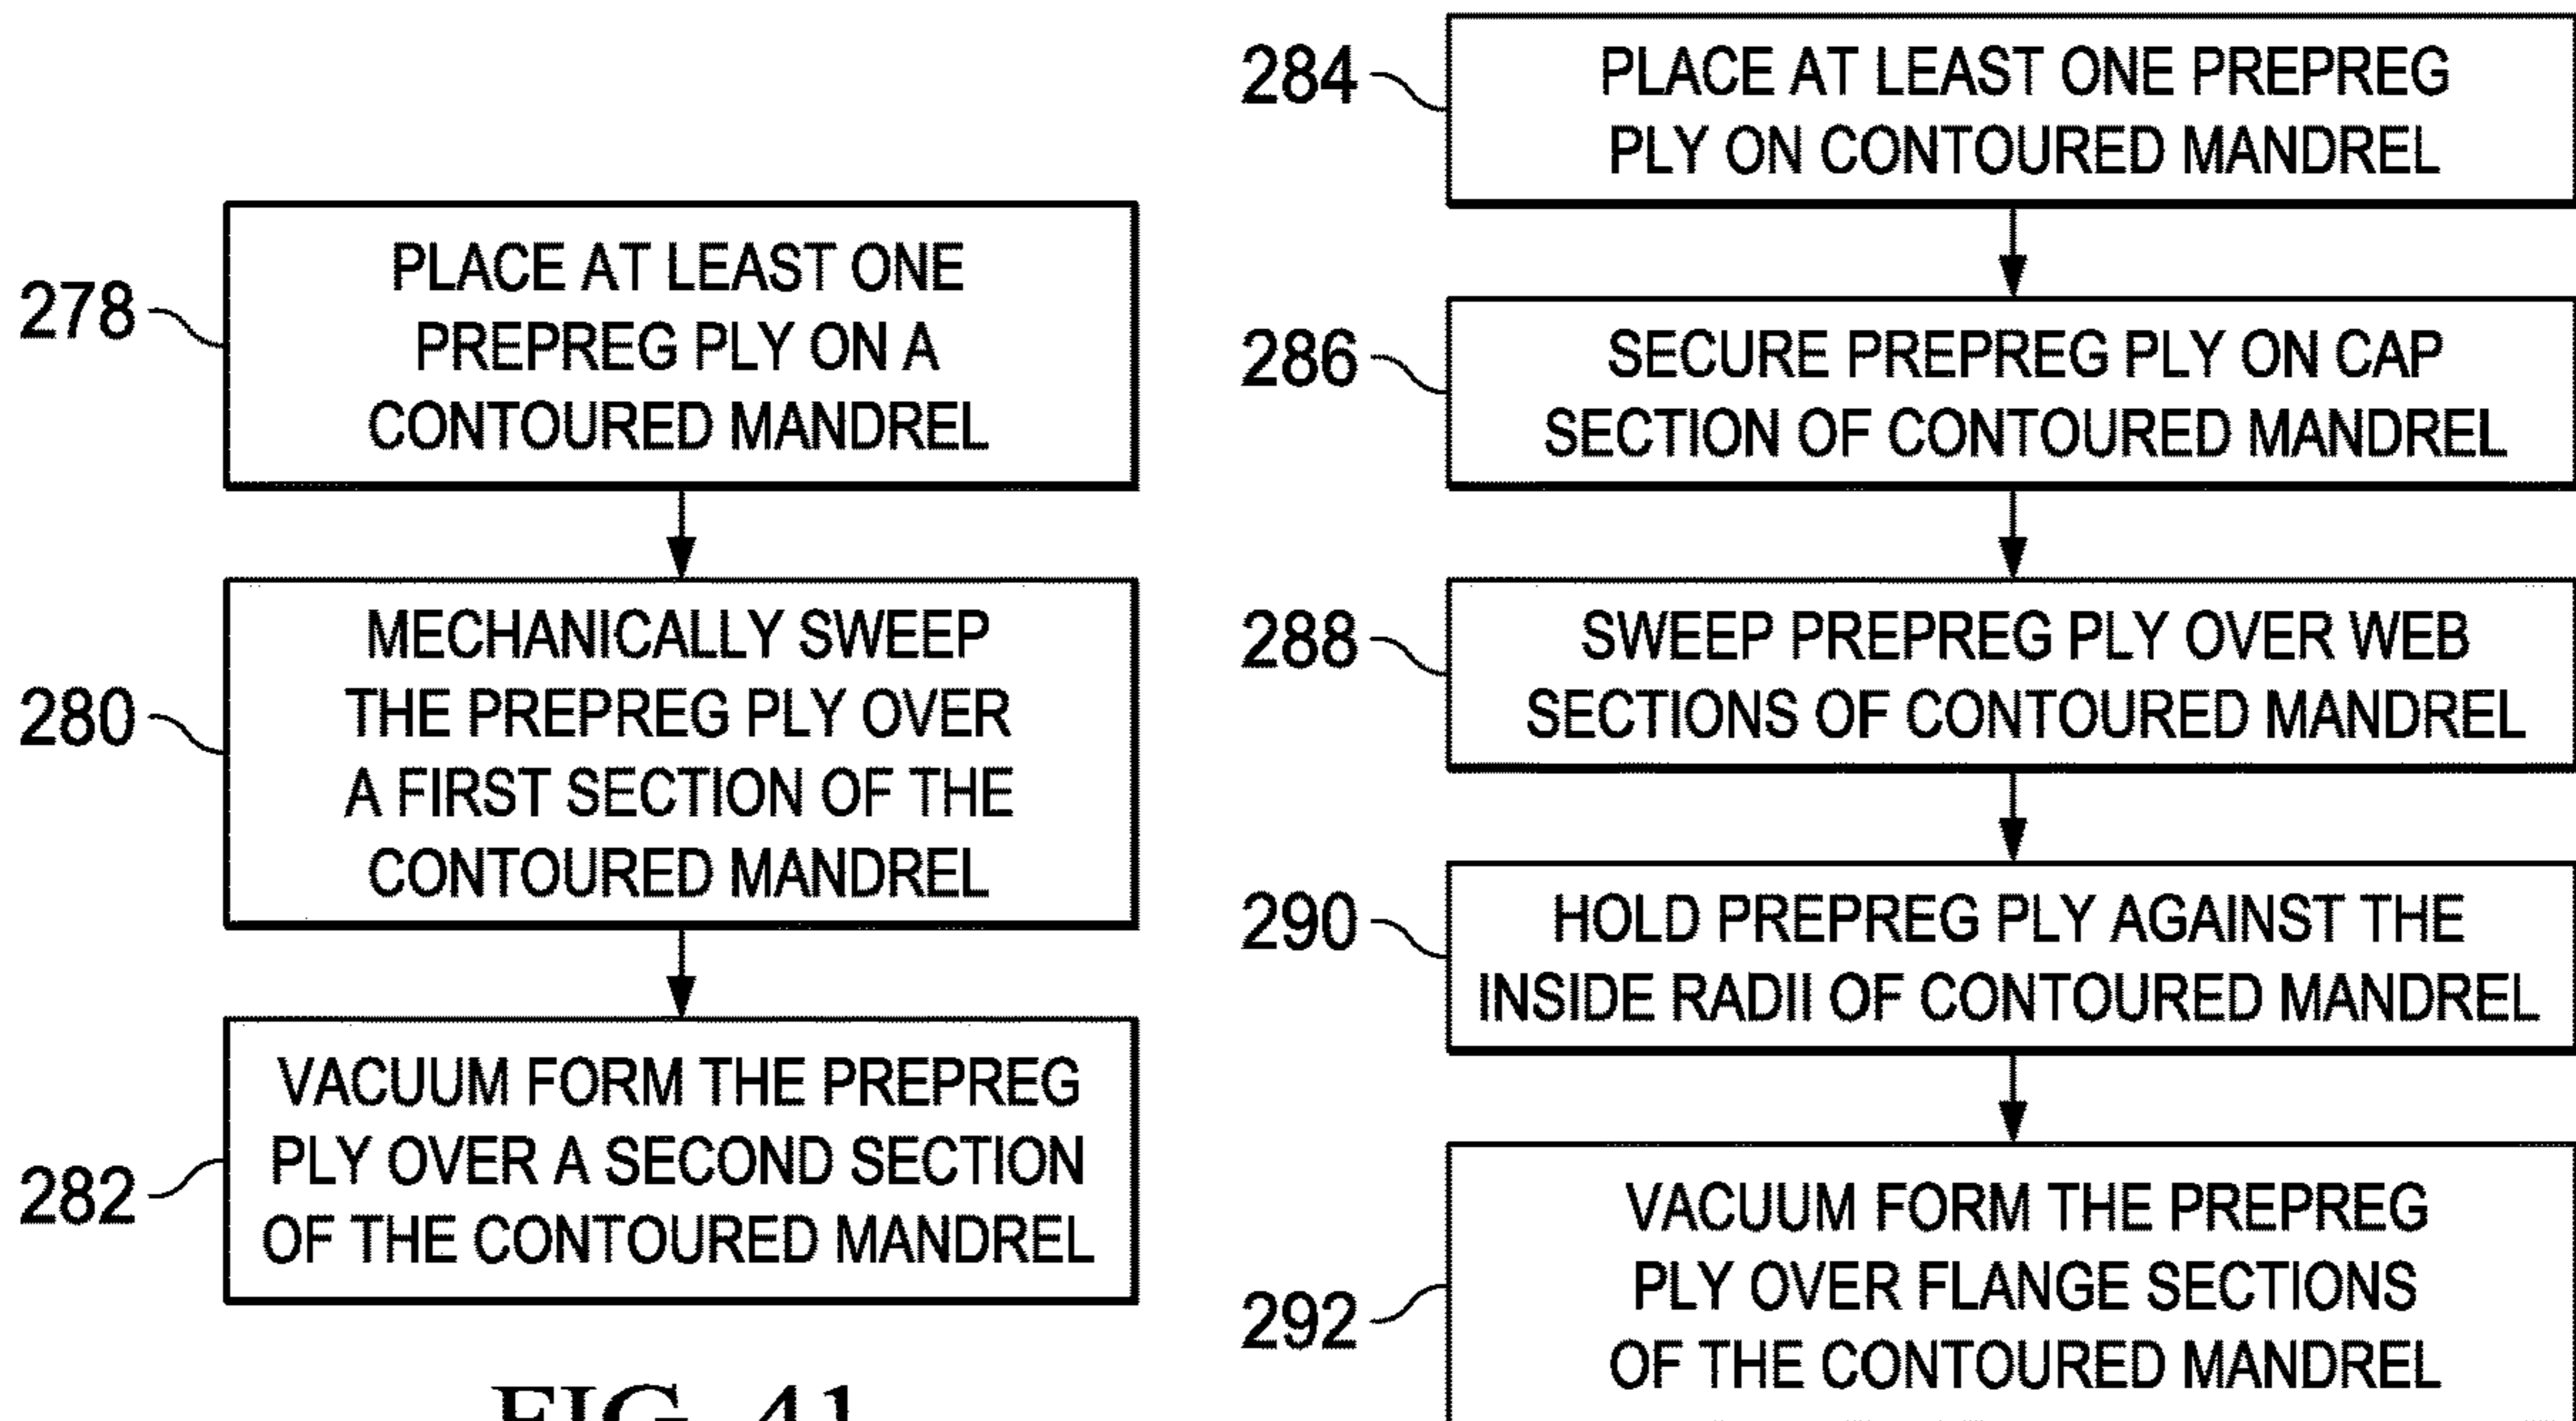 278
PLACE AT LEAST ONE
PREPREG PLY ON A
CONTOURED MANDREL
280
MECHANICALLY SWEEP
THE PREPREG PLY OVER
A FIRST SECTION OF THE
CONTOURED MANDREL
282
VACUUM FORM THE PREPREG
PLY OVER A SECOND SECTION
OF THE CONTOURED MANDREL
FIG. 41
284
PLACE AT LEAST ONE PREPREG
PLY ON CONTOURED MANDREL
286
SECURE PREPREG PLY ON CAP
SECTION OF CONTOURED MANDREL
288
SWEEP PREPREG PLY OVER WEB
SECTIONS OF CONTOURED MANDREL
290
HOLD PREPREG PLY AGAINST THE
INSIDE RADII OF CONTOURED MANDREL
292
VACUUM FORM THE PREPREG
PLY OVER FLANGE SECTIONS
OF THE CONTOURED MANDREL